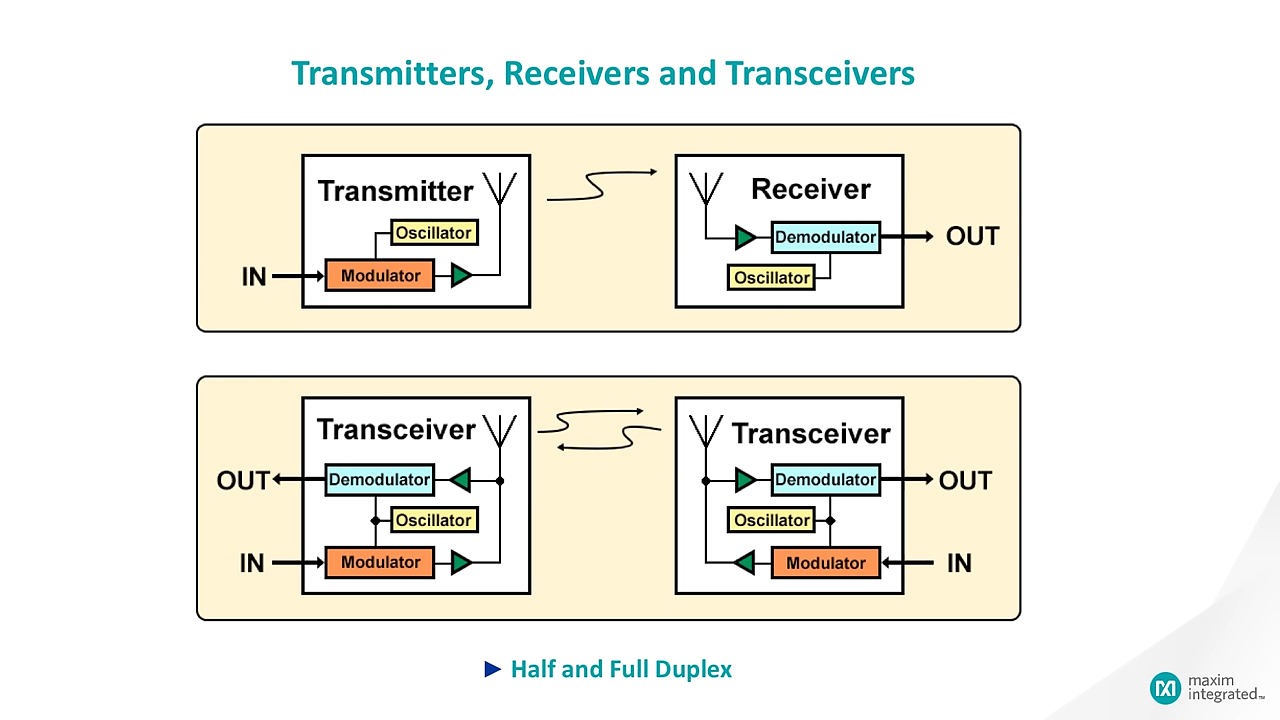 Transmitters, Receivers and Transceivers
Transmitter
Oscillator
IN
Modulator
Receiver
Demodulator
OUT
Oscillator
Transceiver
OUT
Demodulator
Oscillator
IN
Modulator
Transceiver
Demodulator
OUT
Oscillator
Modulator
IN
► Half and Full Duplex
maxim
integrated™